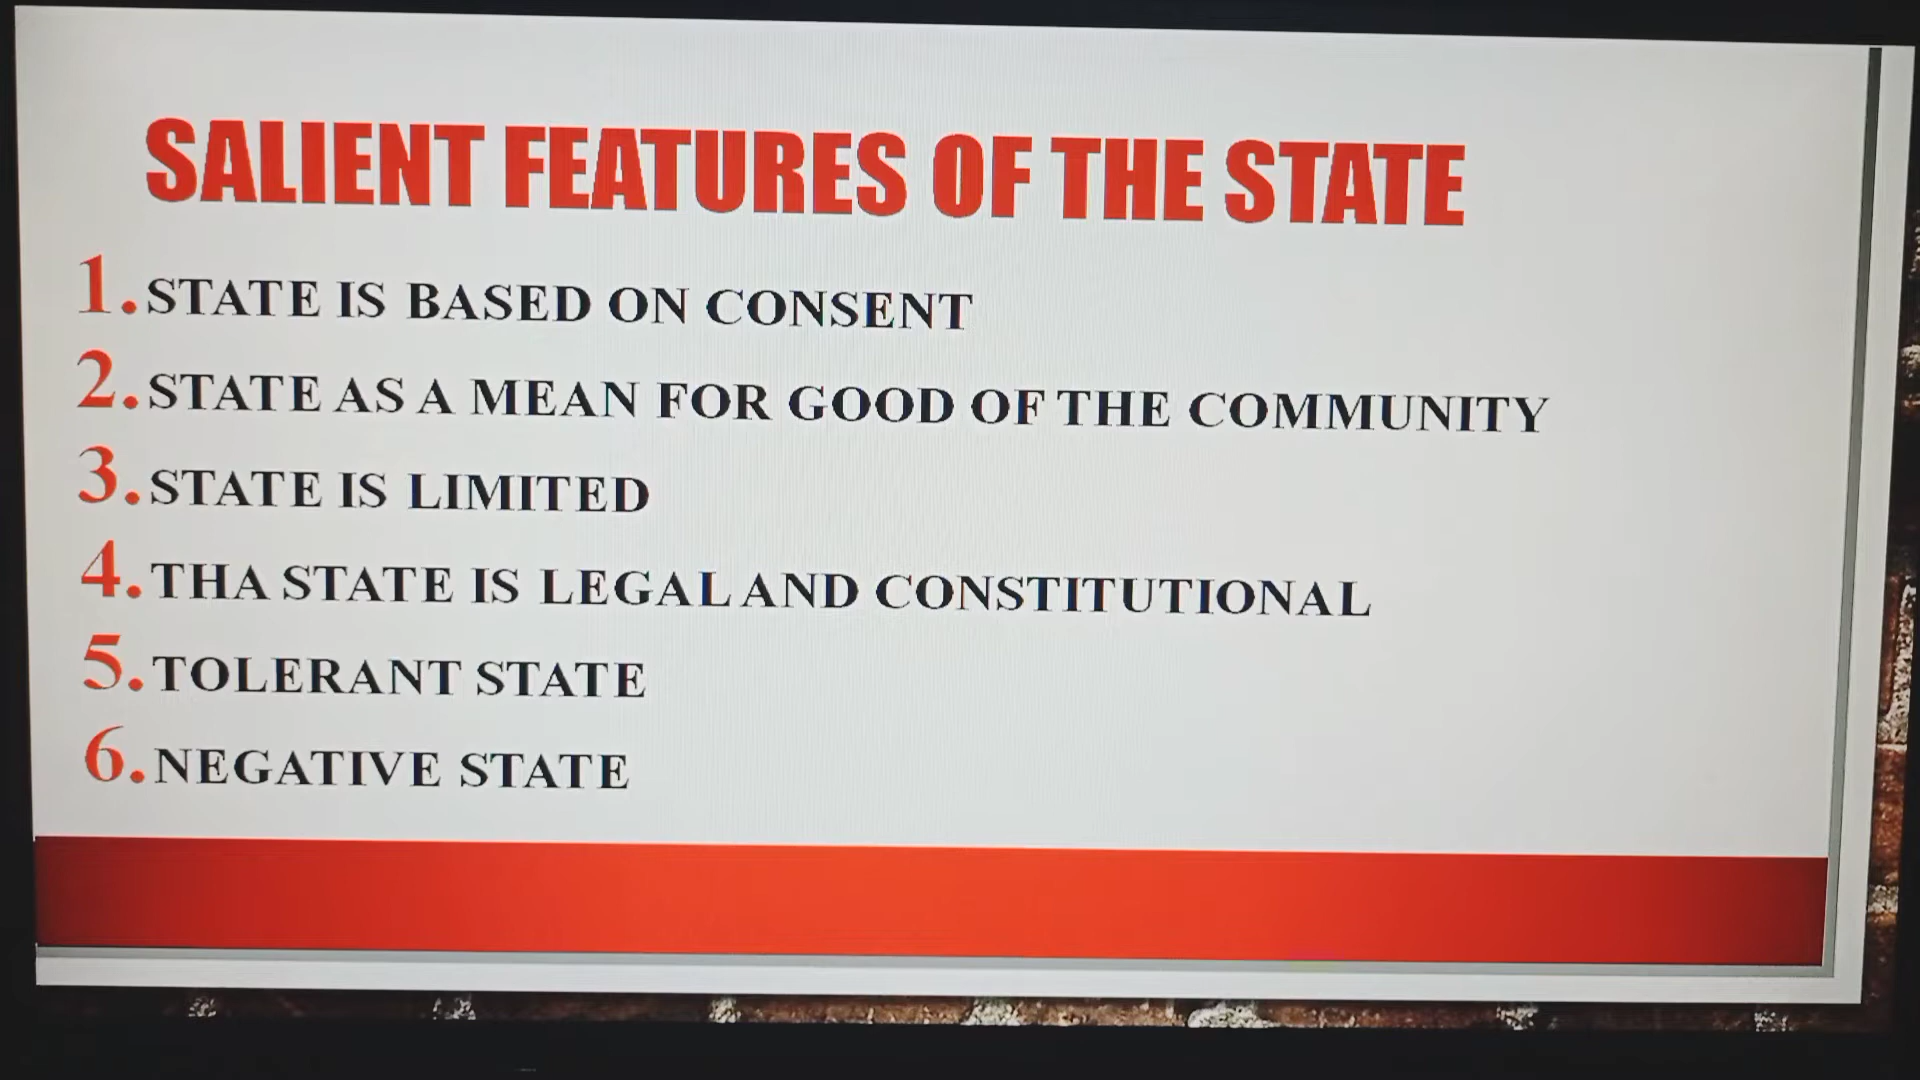 SALIENT FEATURES OF THE STATE
1. STATE IS BASED ON CONSENT
2. STATE AS A MEAN FOR GOOD OF THE COMMUNITY
3. STATE IS LIMITED
4. THA STATE IS LEGAL AND CONSTITUTIONAL
5. TOLERANT STATE
6. NEGATIVE STATE